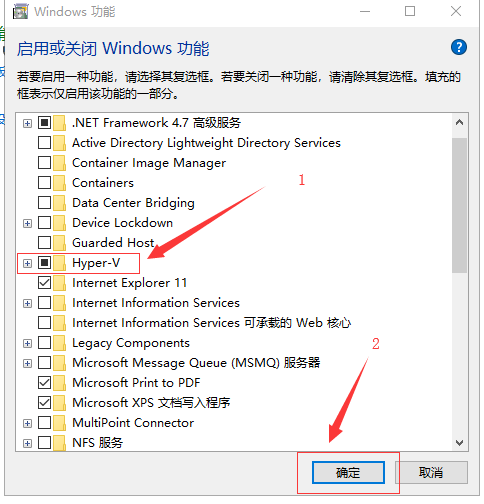 Windows 功能
启用或关闭 Windows 功能
若要启用一种功能，请选择其复选框。若要关闭一种功能，请清除其复选框。填充的
框表示仅启用该功能的一部分。
.NET Framework 4.7 高级服务
Active Directory Lightweight Directory Services
Container Image Manager
Containers
1
Data Center Bridging
Device Lockdown
Guarded Host
Hyper-V
Internet Explorer 11
Internet Information Services
Internet Information Services 可承载的 Web 核心
Legacy Components
2
Microsoft Message Queue (MSMQ) 服务器
Microsoft Print to PDF
Microsoft XPS 文档写入程序
MultiPoint Connector
NFS 服务
确定
取消